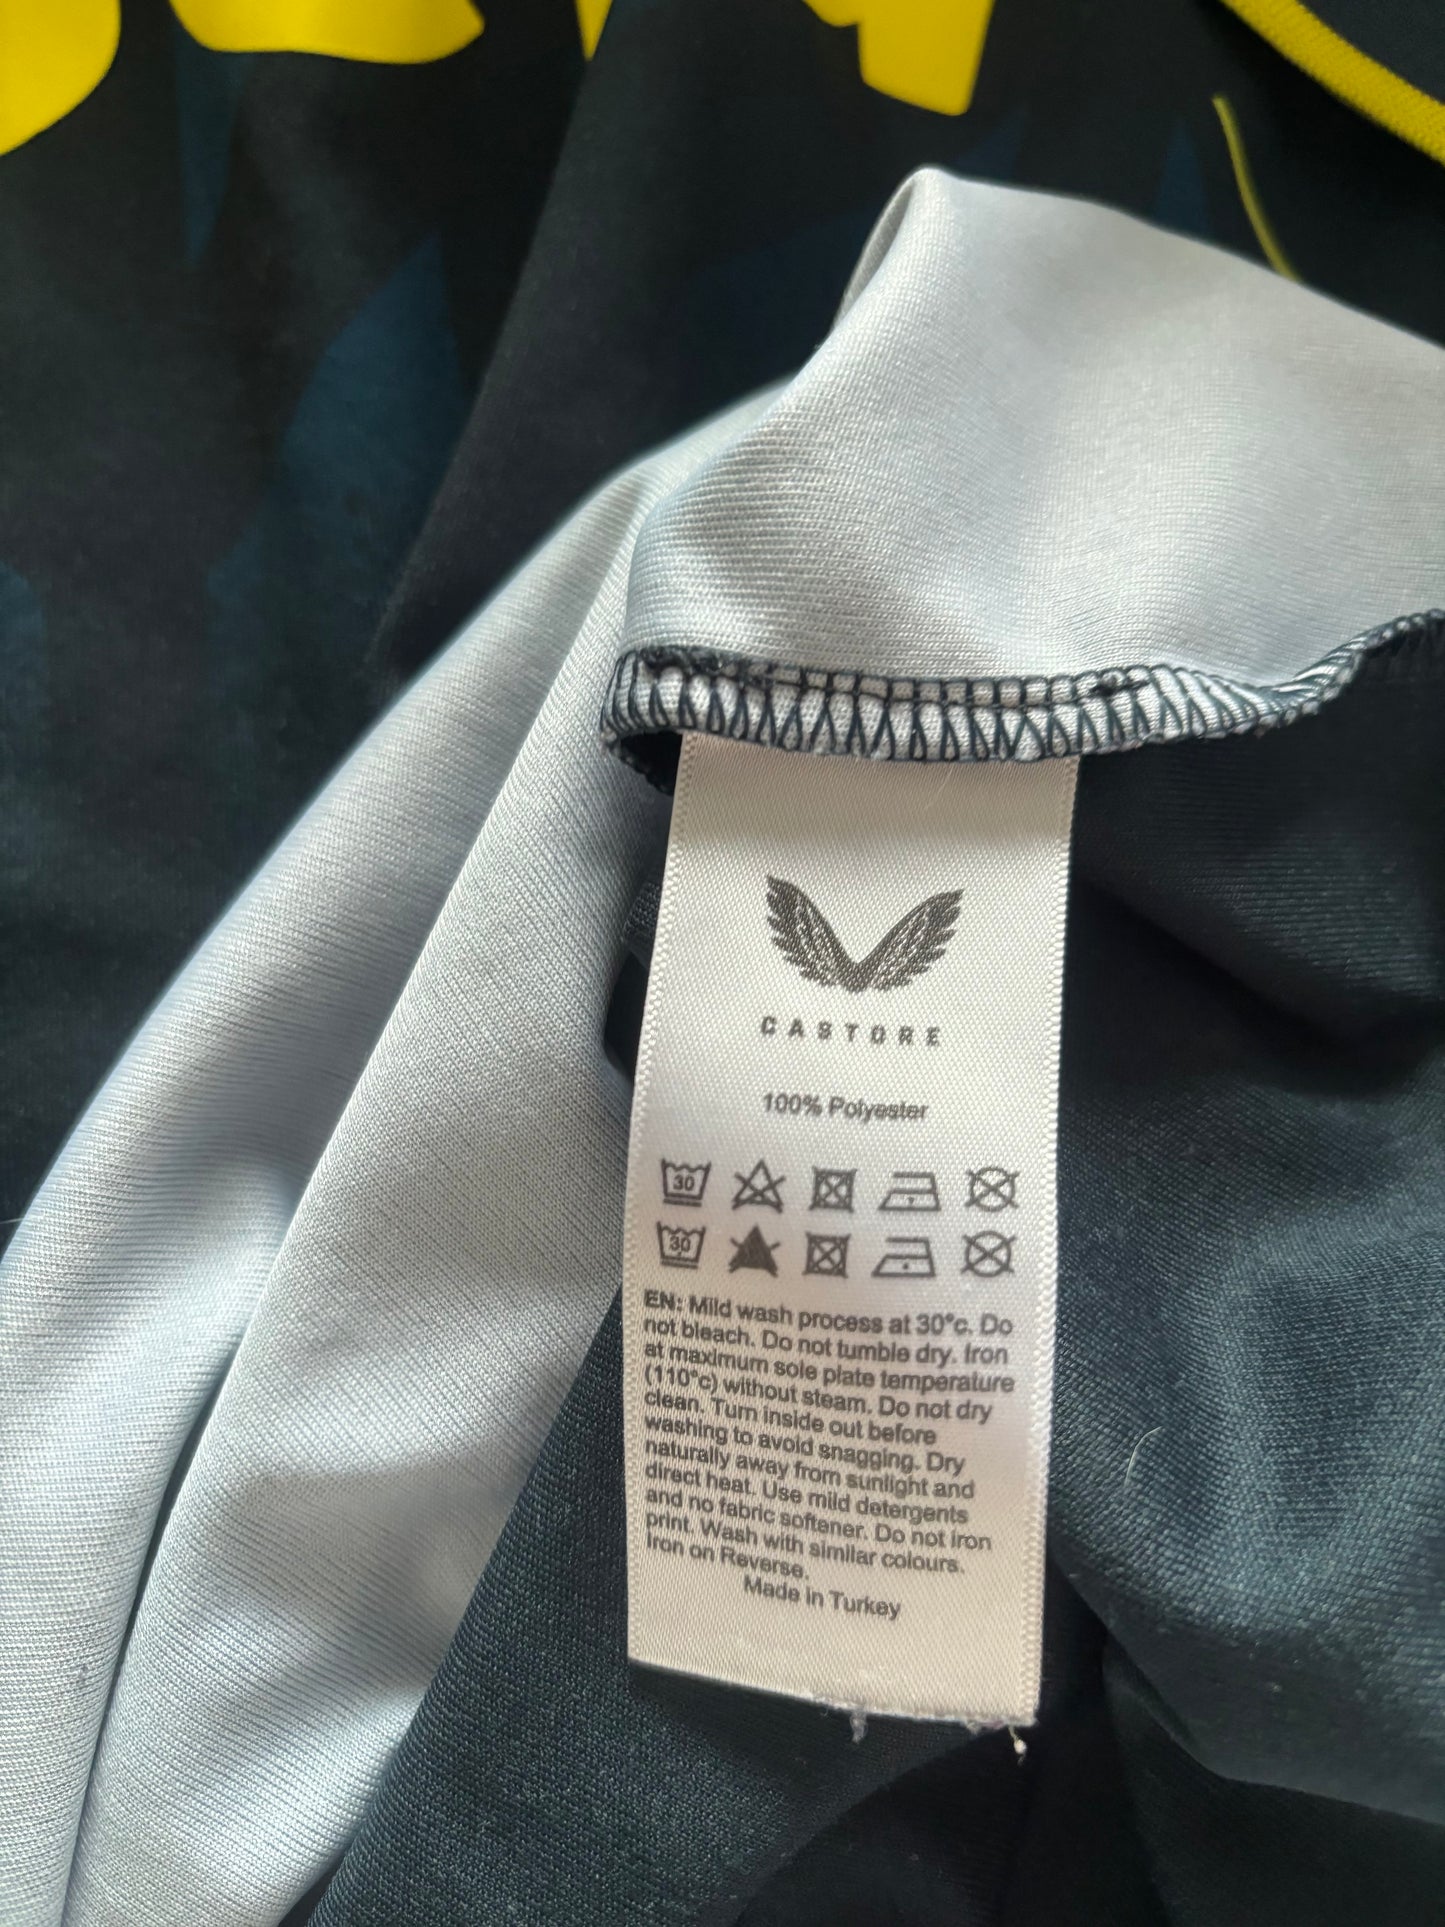 CASTORE
100% Polyester
30
30
EN: Mild wash process at 30°c. Do
not bleach. Do not tumble dry. Iron
at maximum sole plate temperature
(110°c) without steam. Do not dry
clean. Turn inside out before
washing to avoid snagging. Dry
naturally away from sunlight and
direct heat. Use mild detergents
and no fabric softener. Do not iron
print. Wash with similar colours.
Iron on Reverse.
Made in Turkey